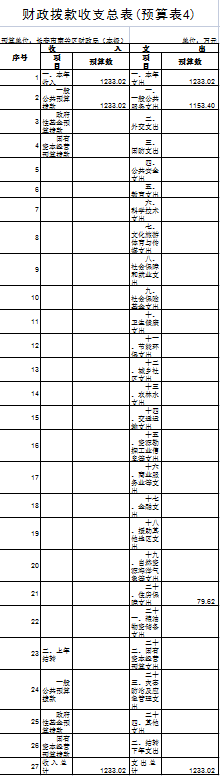 财政拨款收支总表(预算表4)
单位：万元
收 入 支 出
序号 项目 预算数 项目 预算数
1 一、本年收入 1233.02 一、本年支出 1233.02
2 一般公共预算拨款 1233.02 一、一般公共服务支出 1153.40
3 政府性基金预算拨款 二、外交支出
4 国有资本经营预算拨款 三、国防支出
5 四、公共安全支出
6 五、教育支出
7 六、科学技术支出
8 七、文化旅游体育与传媒支出
9 八、社会保障和就业支出
10 九、社会保险基金支出
11 十、卫生健康支出
12 十一、节能环保支出
13 十二、城乡社区支出
14 十三、农林水支出
15 十四、交通运输支出
16 十五、资源勘探工业信息等支出
17 十六、商业服务业等支出
18 十七、金融支出
19 十八、援助其他地区支出
20 十九、自然资源海洋气象等支出
21 二十、住房保障支出 79.62
22 二十一、粮油物资储备支出
23 二、上年结转 二十二、国有资本经营预算支出
24 一般公共预算拨款 二十三、灾害防治及应急管理支出
25 政府性基金预算拨款 二十四、其他支出
26 国有资本经营预算拨款 二、结转下年支出
27 收入总计 1233.02 支出总计 1233.02